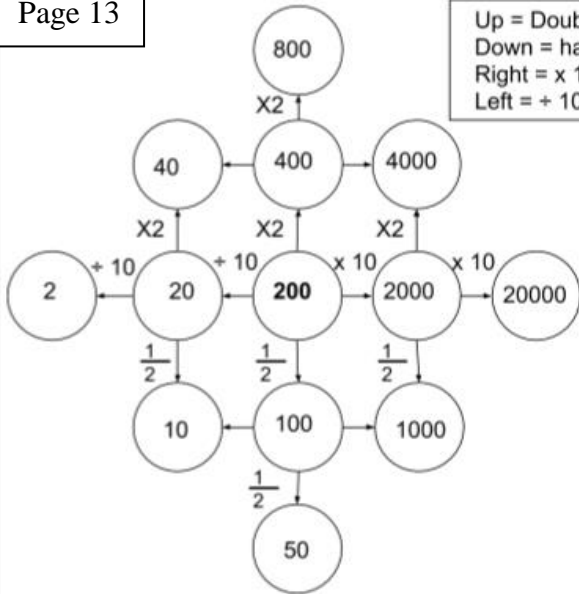 Page 13
Up = Doub
Down = ha
Right = x 1
Left = ÷ 10
800
X2
40
400
4000
X2
X2
X2
2
÷ 10
20
÷ 10
200
x 10
2000
x 10
20000
1/2
1/2
1/2
10
100
1000
1/2
50